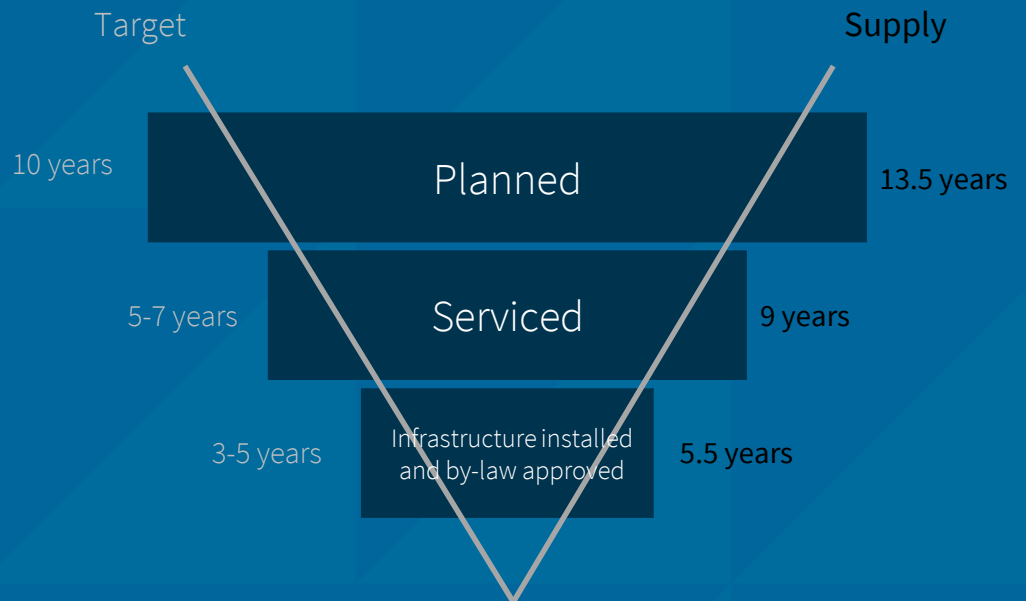 Target
Supply
10 years
Planned
13.5 years
5-7 years
Serviced
9 years
3-5 years
Infrastructure installed
and by-law approved
5.5 years